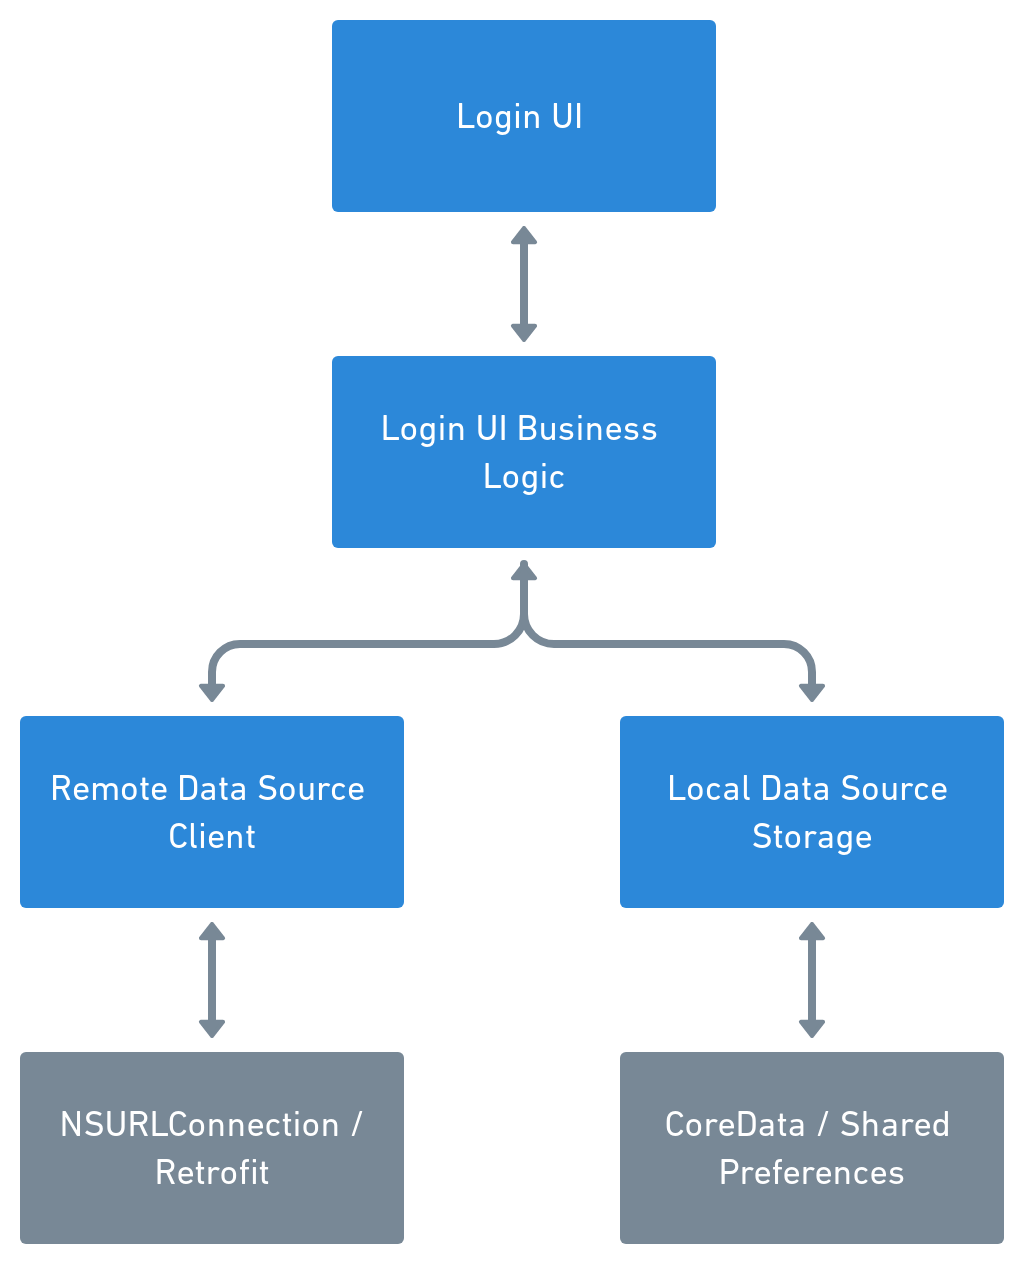 Login UI
Login UI Business
Logic
Remote Data Source
Client
Local Data Source
Storage
NSURLConnection /
Retrofit
CoreData / Shared
Preferences